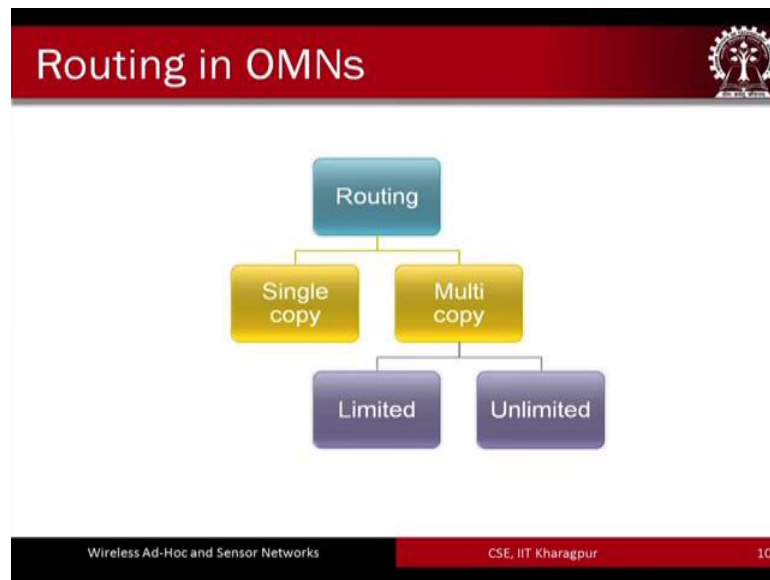 Routing in OMNs
Routing
Single
copy
Multi
copy
Limited
Unlimited
Wireless Ad-Hoc and Sensor Networks
CSE, IIT Kharagpur
10